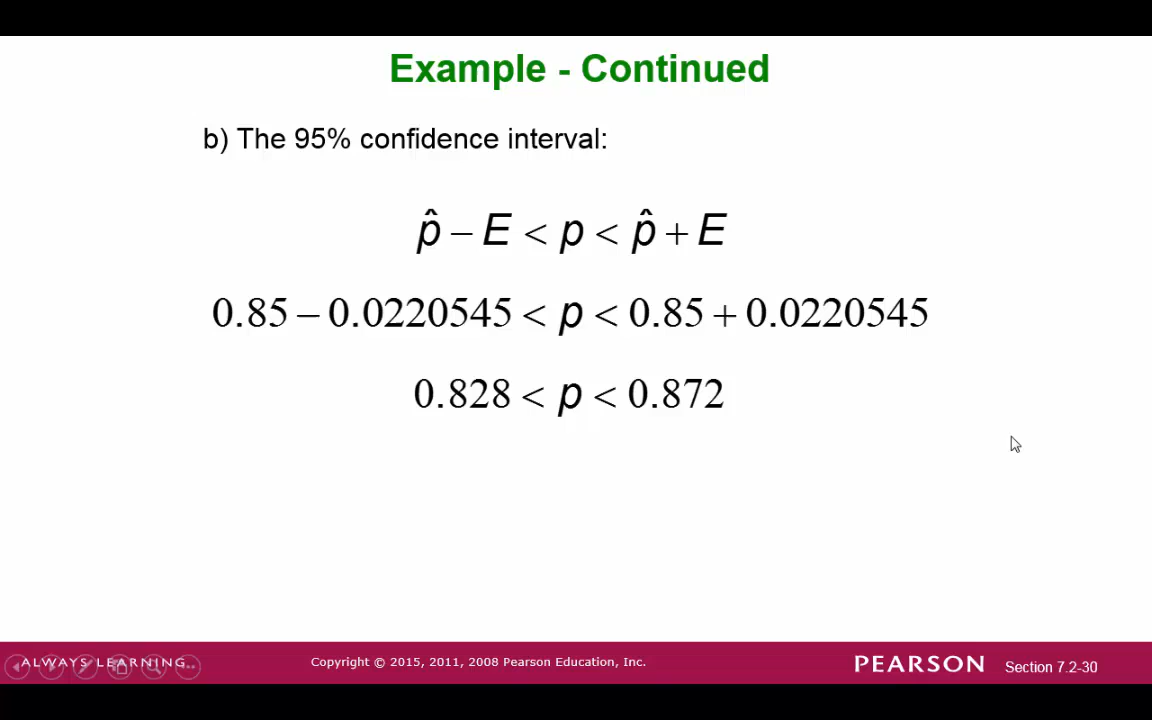 Example - Continued
b) The 95% confidence interval:
p̂ − E < p < p̂ + E
0.85 − 0.0220545 < p < 0.85 + 0.0220545
0.828 < p < 0.872
ALWAYS LEARNING
Copyright © 2015, 2011, 2008 Pearson Education, Inc.
PEARSON
Section 7.2-30